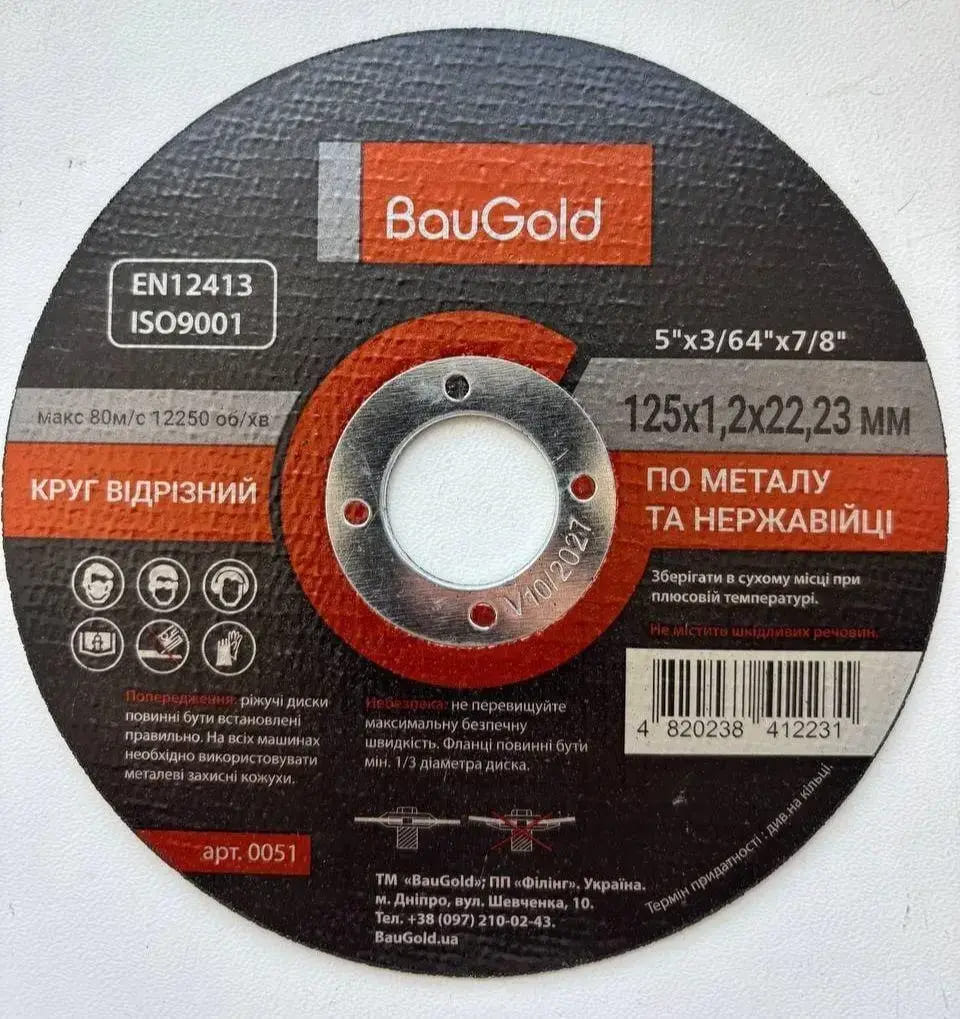 BauGold
EN12413
ISO9001
5"x3/64"x7/8"
макс 80м/с 12250 об/хв
125x1,2x22,23 мм
КРУГ ВІДРІЗНИЙ
ПО МЕТАЛУ
ТА НЕРЖАВІЙЦІ
V10/2027
Зберігати в сухому місці при
плюсовій температурі.
Не містить шкідливих речовин.
4 820238 412231
Попередження: ріжучі диски
повинні бути встановлені
правильно. На всіх машинах
необхідно використовувати
металеві захисні кожухи.
Небезпека: не перевищуйте
максимальну безпечну
швидкість. Фланці повинні бути
мін. 1/3 діаметра диска.
Термін придатності : див.на кільці.
арт. 0051
ТМ «BauGold»; ПП «Філінг». Україна.
м. Дніпро, вул. Шевченка, 10.
Тел. +38 (097) 210-02-43.
BauGold.ua